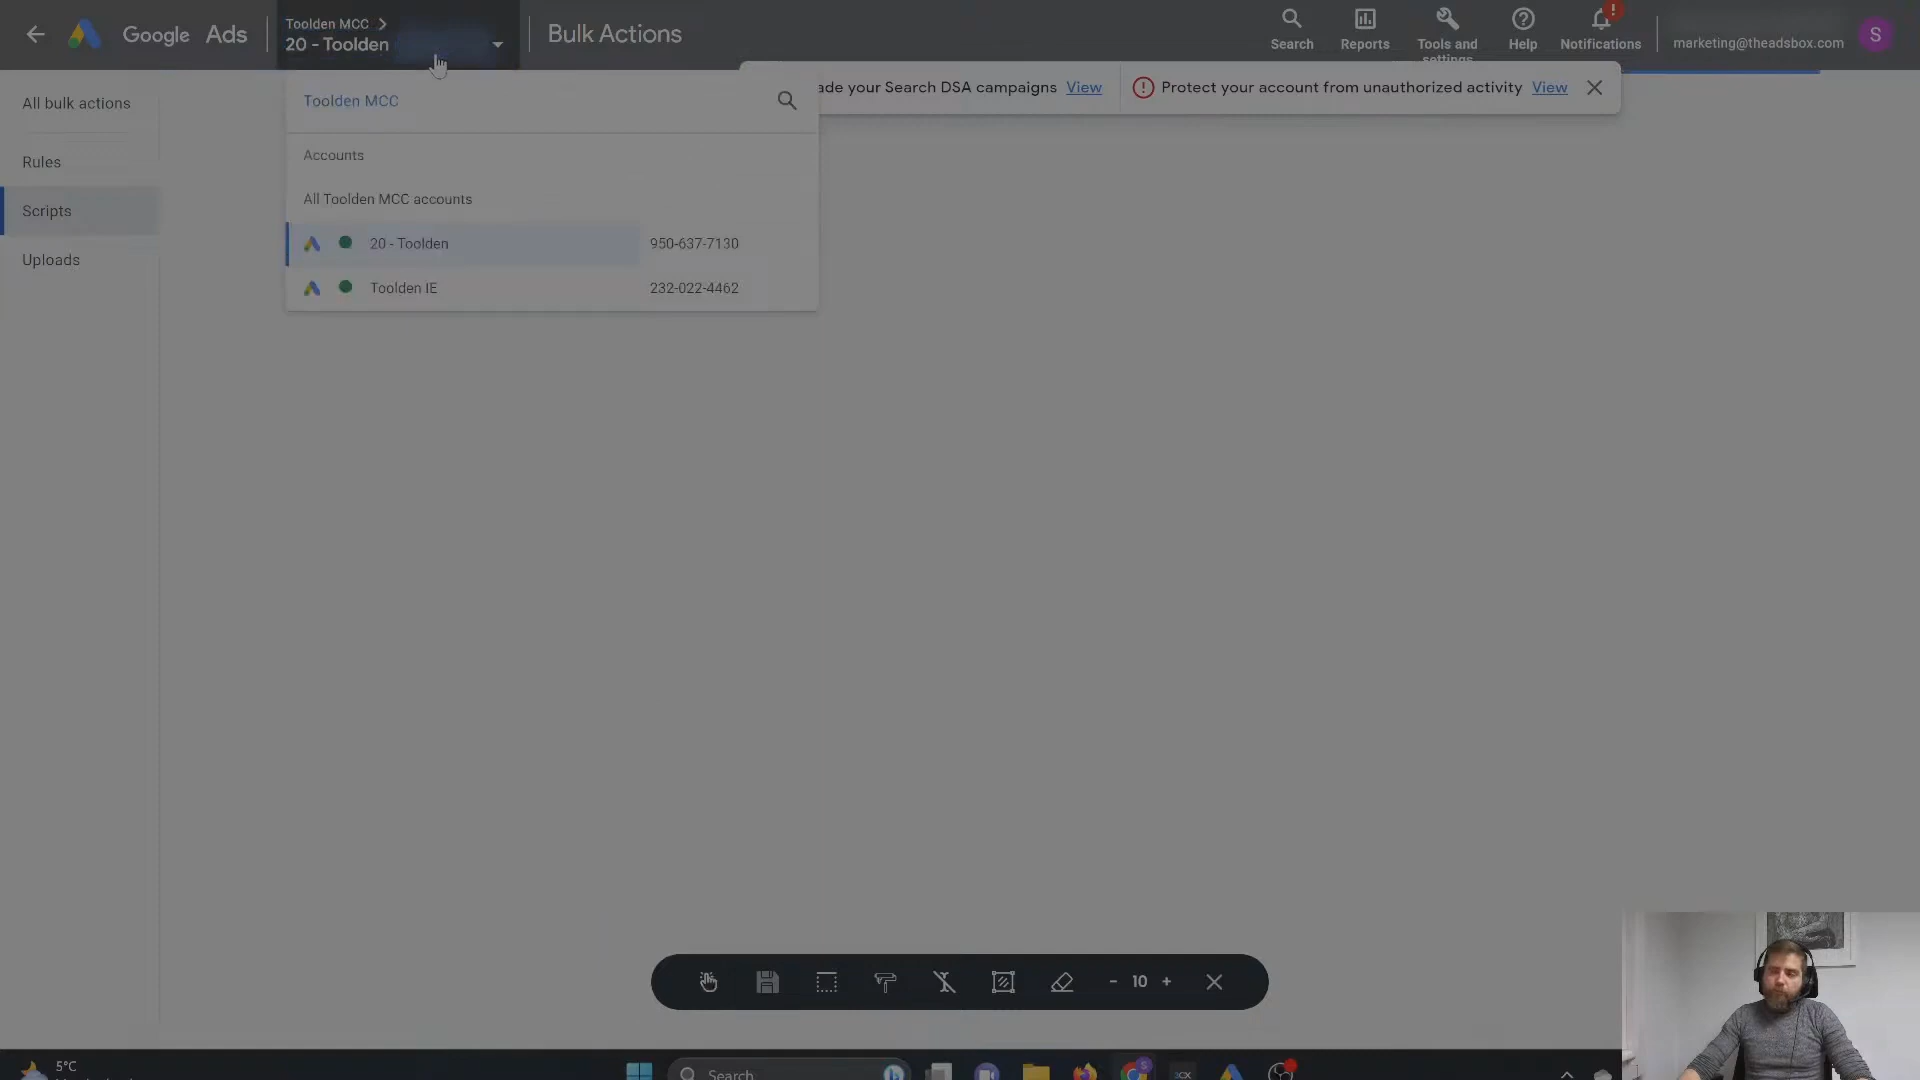 Google Ads
Toolden MCC
20 - Toolden
Bulk Actions
Search
Reports
Tools and settings
Help
Notifications
marketing@theadsbox.com
S
ade your Search DSA campaigns View
Protect your account from unauthorized activity View
All bulk actions
Rules
Scripts
Uploads
Toolden MCC
Accounts
All Toolden MCC accounts
20 - Toolden 950-637-7130
Toolden IE 232-022-4462
- 10 +
5°C
Search